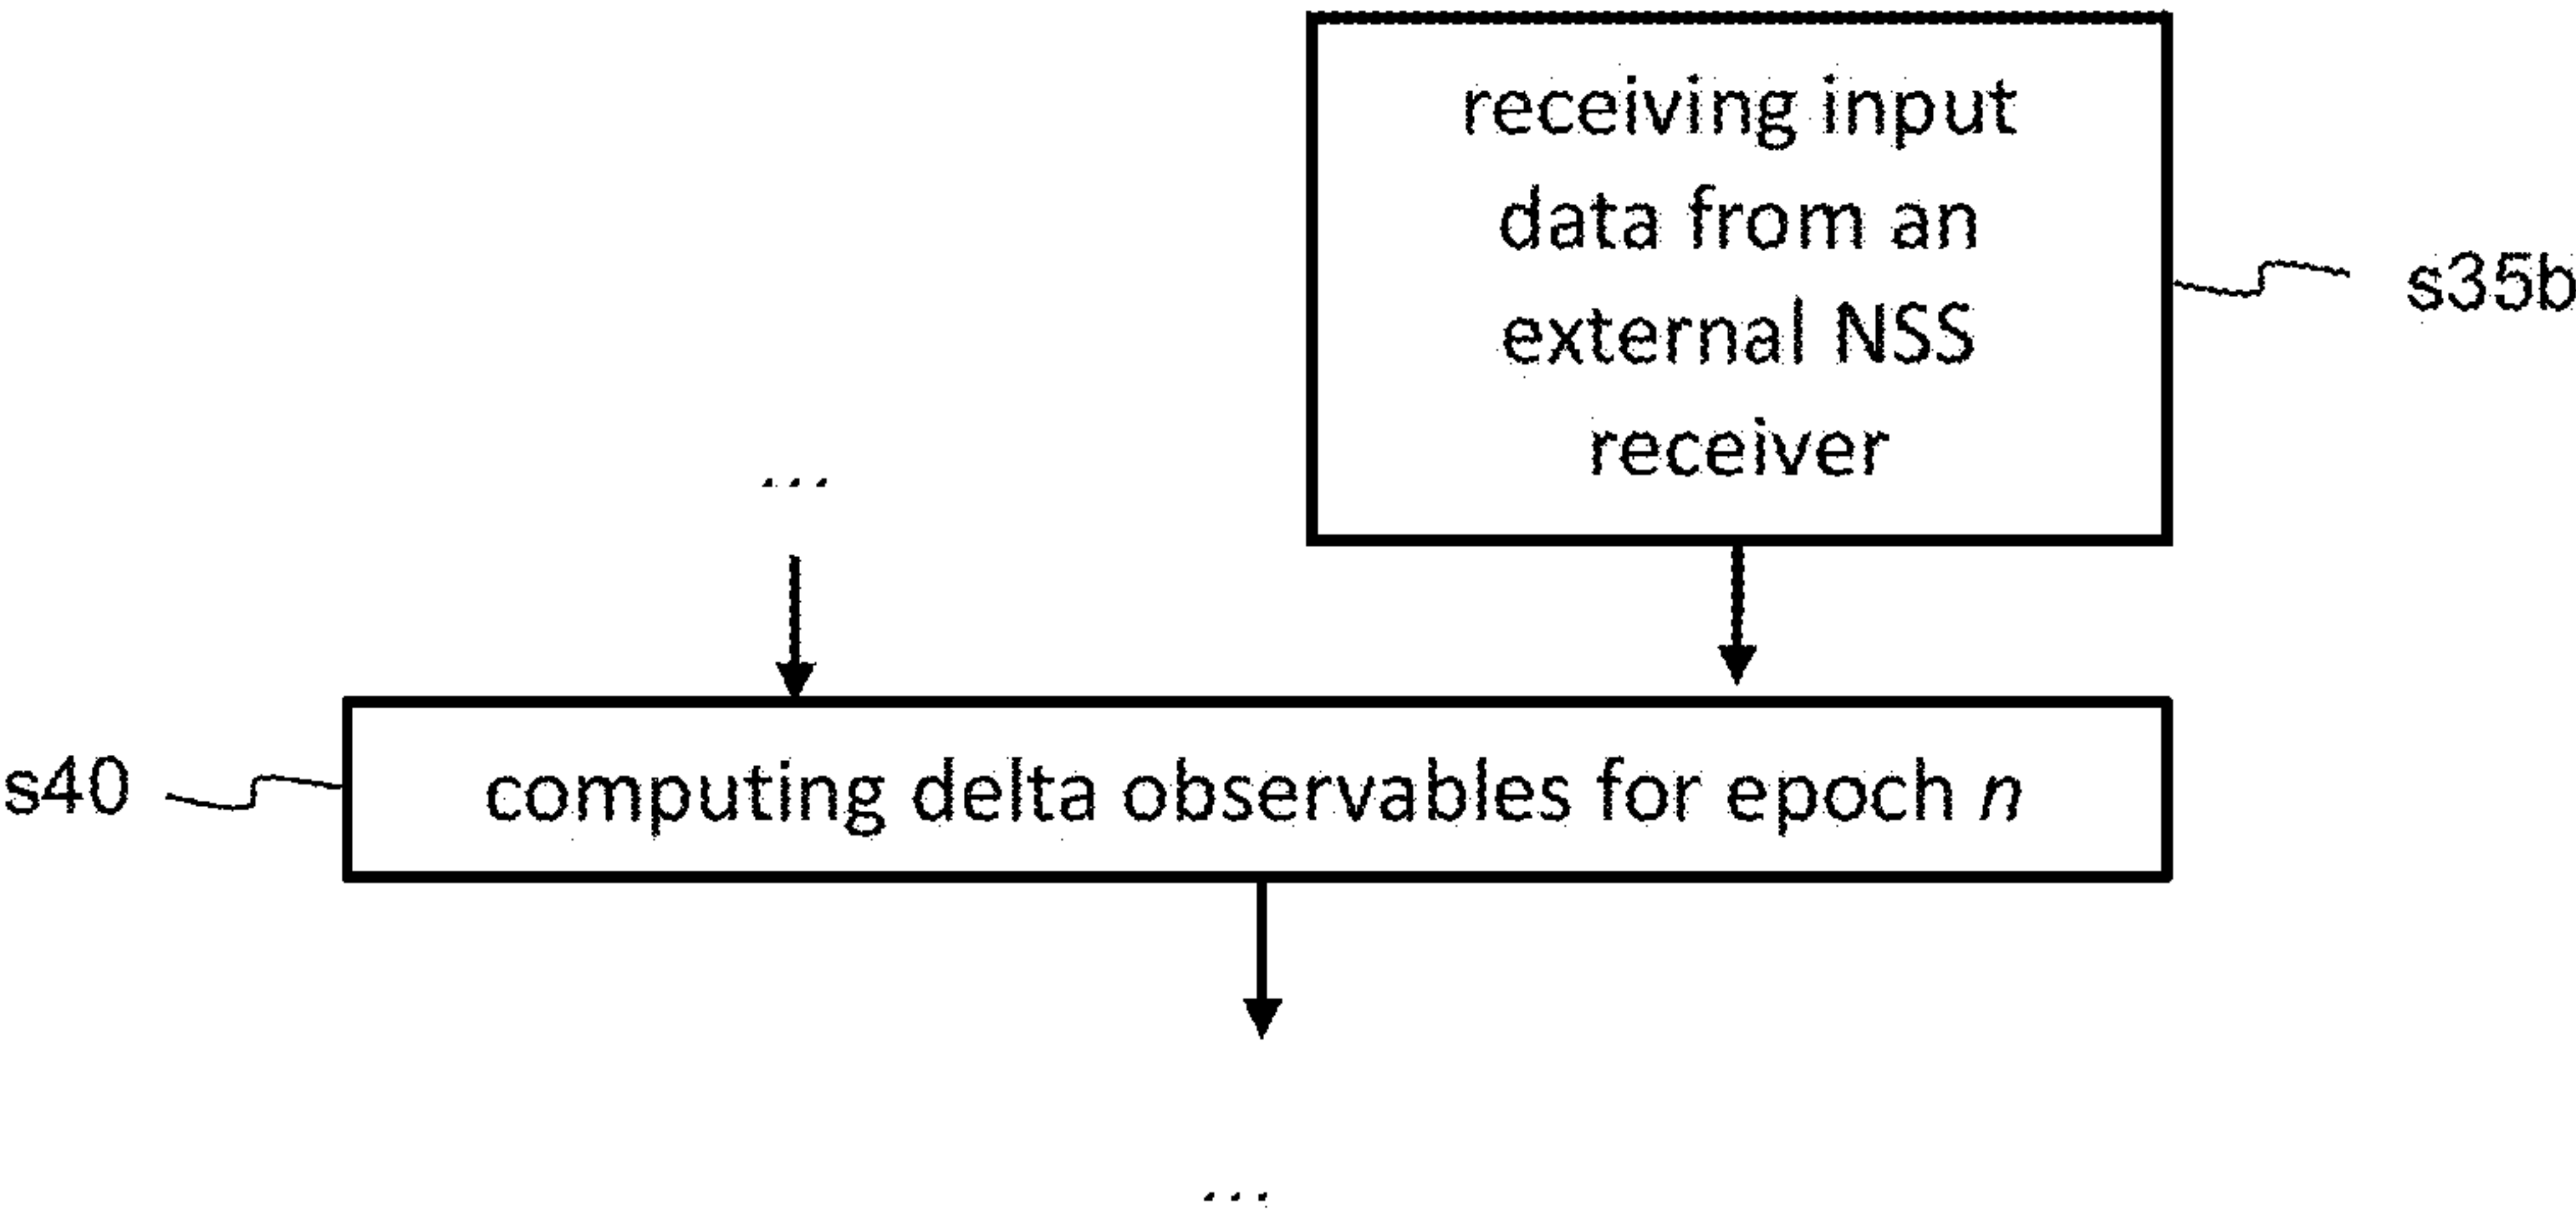 receiving input
data from an
external NSS
receiver
s35b
...
s40
computing delta observables for epoch n
...